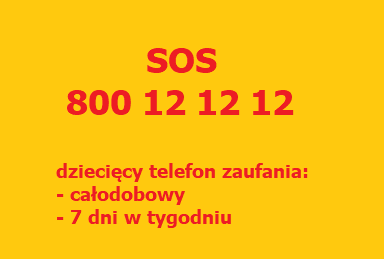 SOS
800 12 12 12
dziecięcy telefon zaufania:
- całodobowy
- 7 dni w tygodniu